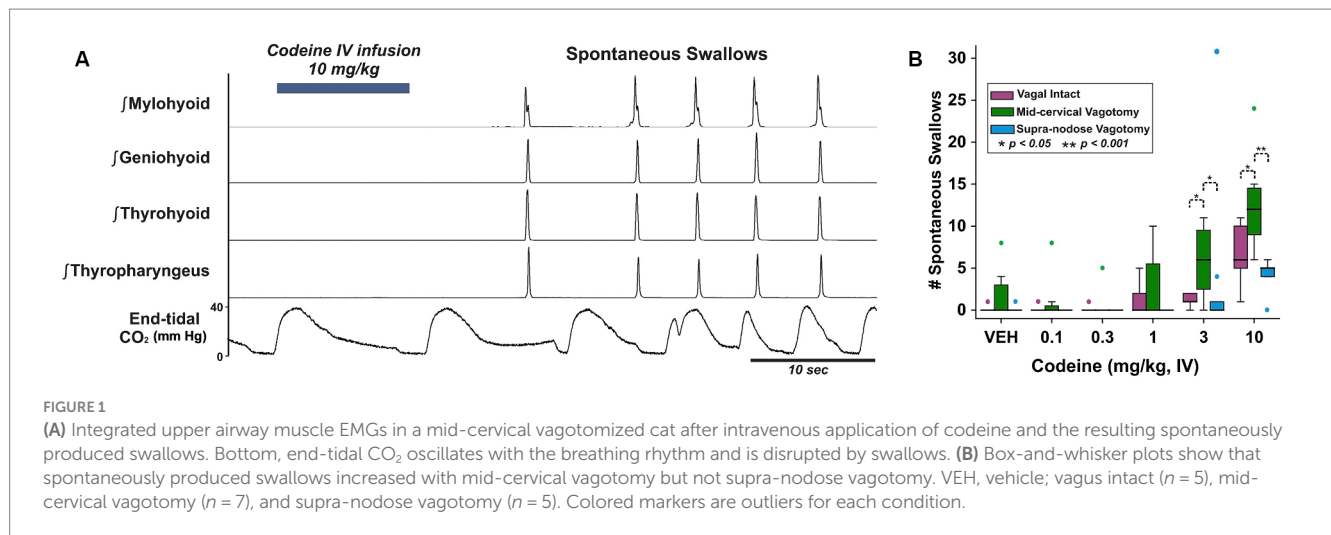 A
Codeine IV infusion
10 mg/kg
Spontaneous Swallows
∫Mylohyoid
∫Geniohyoid
∫Thyrohyoid
∫Thyropharyngeus
End-tidal
CO₂ (mm Hg)
40
0
10 sec
B
# Spontaneous Swallows
30
25
20
15
10
5
0
Vagal Intact
Mid-cervical Vagotomy
Supra-nodose Vagotomy
* p < 0.05 ** p < 0.001
* * * **
VEH 0.1 0.3 1 3 10
Codeine (mg/kg, IV)
FIGURE 1
(A) Integrated upper airway muscle EMGs in a mid-cervical vagotomized cat after intravenous application of codeine and the resulting spontaneously
produced swallows. Bottom, end-tidal CO₂ oscillates with the breathing rhythm and is disrupted by swallows. (B) Box-and-whisker plots show that
spontaneously produced swallows increased with mid-cervical vagotomy but not supra-nodose vagotomy. VEH, vehicle; vagus intact (n = 5), mid-
cervical vagotomy (n = 7), and supra-nodose vagotomy (n = 5). Colored markers are outliers for each condition.